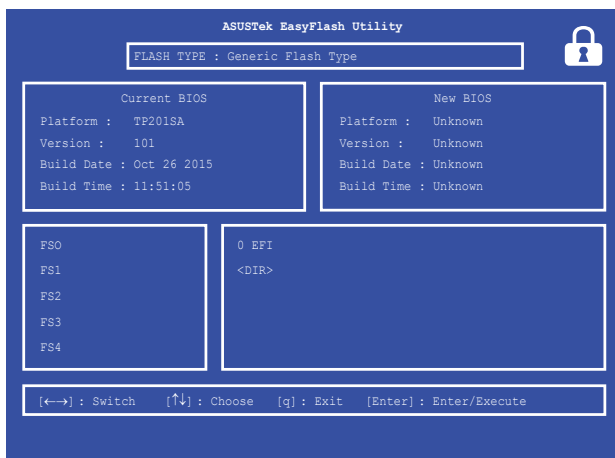 ASUSTek EasyFlash Utility
FLASH TYPE : Generic Flash Type
Current BIOS
Platform : TP201SA
Version : 101
Build Date : Oct 26 2015
Build Time : 11:51:05
New BIOS
Platform : Unknown
Version : Unknown
Build Date : Unknown
Build Time : Unknown
FSO
FS1
FS2
FS3
FS4
0 EFI
<DIR>
[←→] : Switch [↑↓] : Choose [q] : Exit [Enter] : Enter/Execute